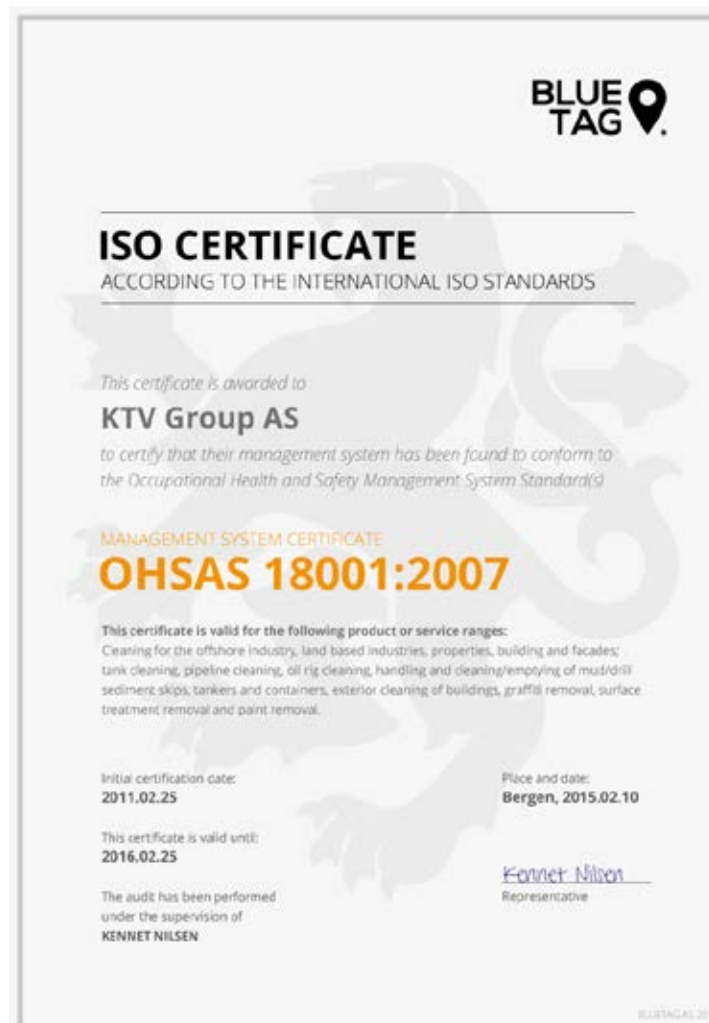 BLUE
TAG
ISO CERTIFICATE
ACCORDING TO THE INTERNATIONAL ISO STANDARDS
This certificate is awarded to
KTV Group AS
to certify that their management system has been found to conform to
the Occupational Health and Safety Management System Standard(s)
MANAGEMENT SYSTEM CERTIFICATE
OHSAS 18001:2007
This certificate is valid for the following product or service ranges:
Cleaning for the offshore industry, land based industries, properties, building and facades;
tank cleaning, pipeline cleaning, oil rig cleaning, handling and cleaning/emptying of mud/drill
sediment skips, tankers and containers, exterior cleaning of buildings, graffiti removal, surface
treatment removal and paint removal.
Initial certification date:
2011.02.25
Place and date:
Bergen, 2015.02.10
This certificate is valid until:
2016.02.25
Kennet Nilsen
Representative
The audit has been performed
under the supervision of
KENNET NILSEN
BLUETAG AS